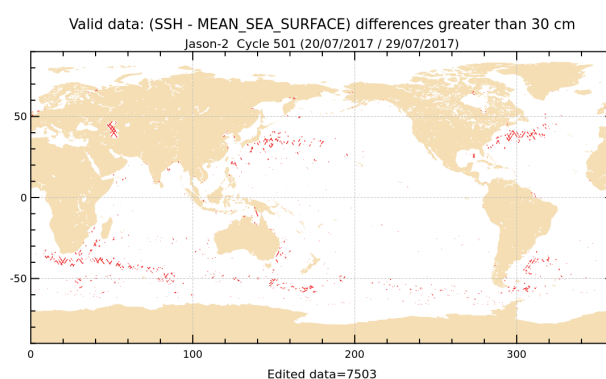 Valid data: (SSH - MEAN_SEA_SURFACE) differences greater than 30 cm
Jason-2 Cycle 501 (20/07/2017 / 29/07/2017)
50
0
-50
0 100 200 300
Edited data=7503